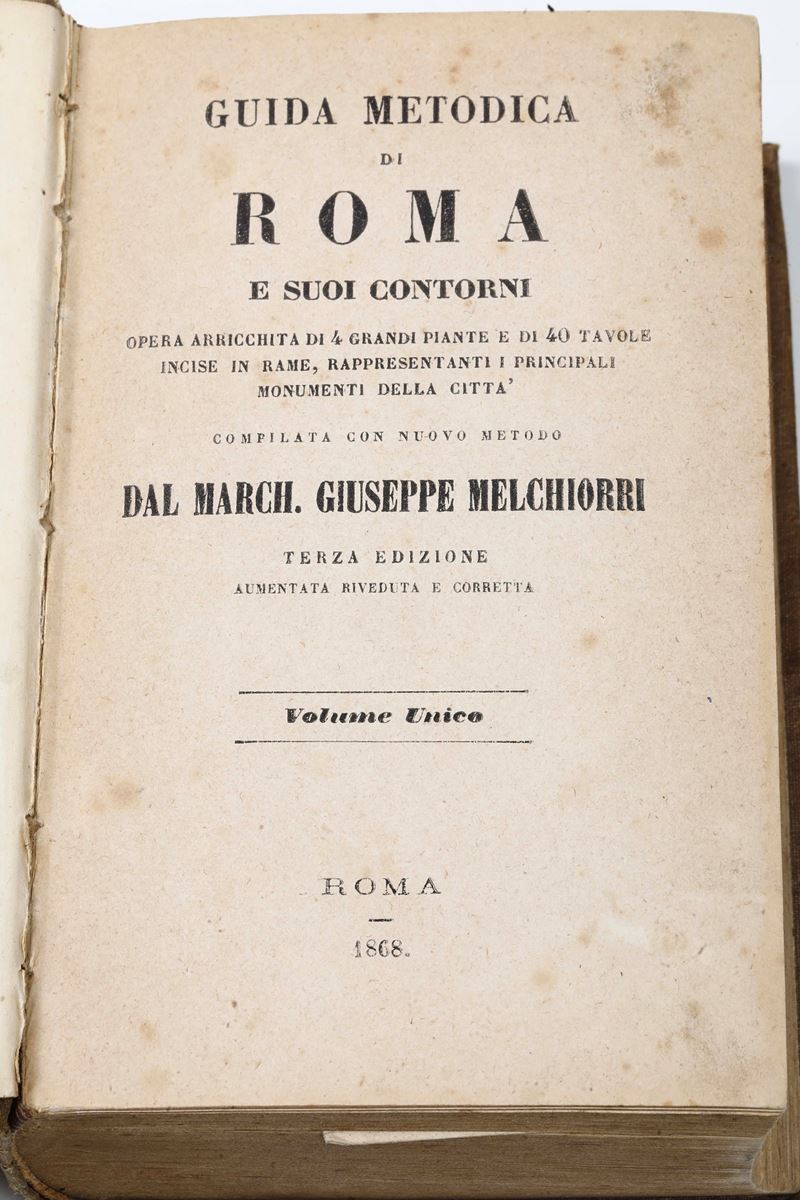 GUIDA METODICA
DI
ROMA
E SUOI CONTORNI
OPERA ARRICCHITA DI 4 GRANDI PIANTE E DI 40 TAVOLE
INCISE IN RAME, RAPPRESENTANTI I PRINCIPALI
MONUMENTI DELLA CITTA'
COMPILATA CON NUOVO METODO
DAL MARCH. GIUSEPPE MELCHIORRI
TERZA EDIZIONE
AUMENTATA RIVEDUTA E CORRETTA
Volume Unico
ROMA
1868.